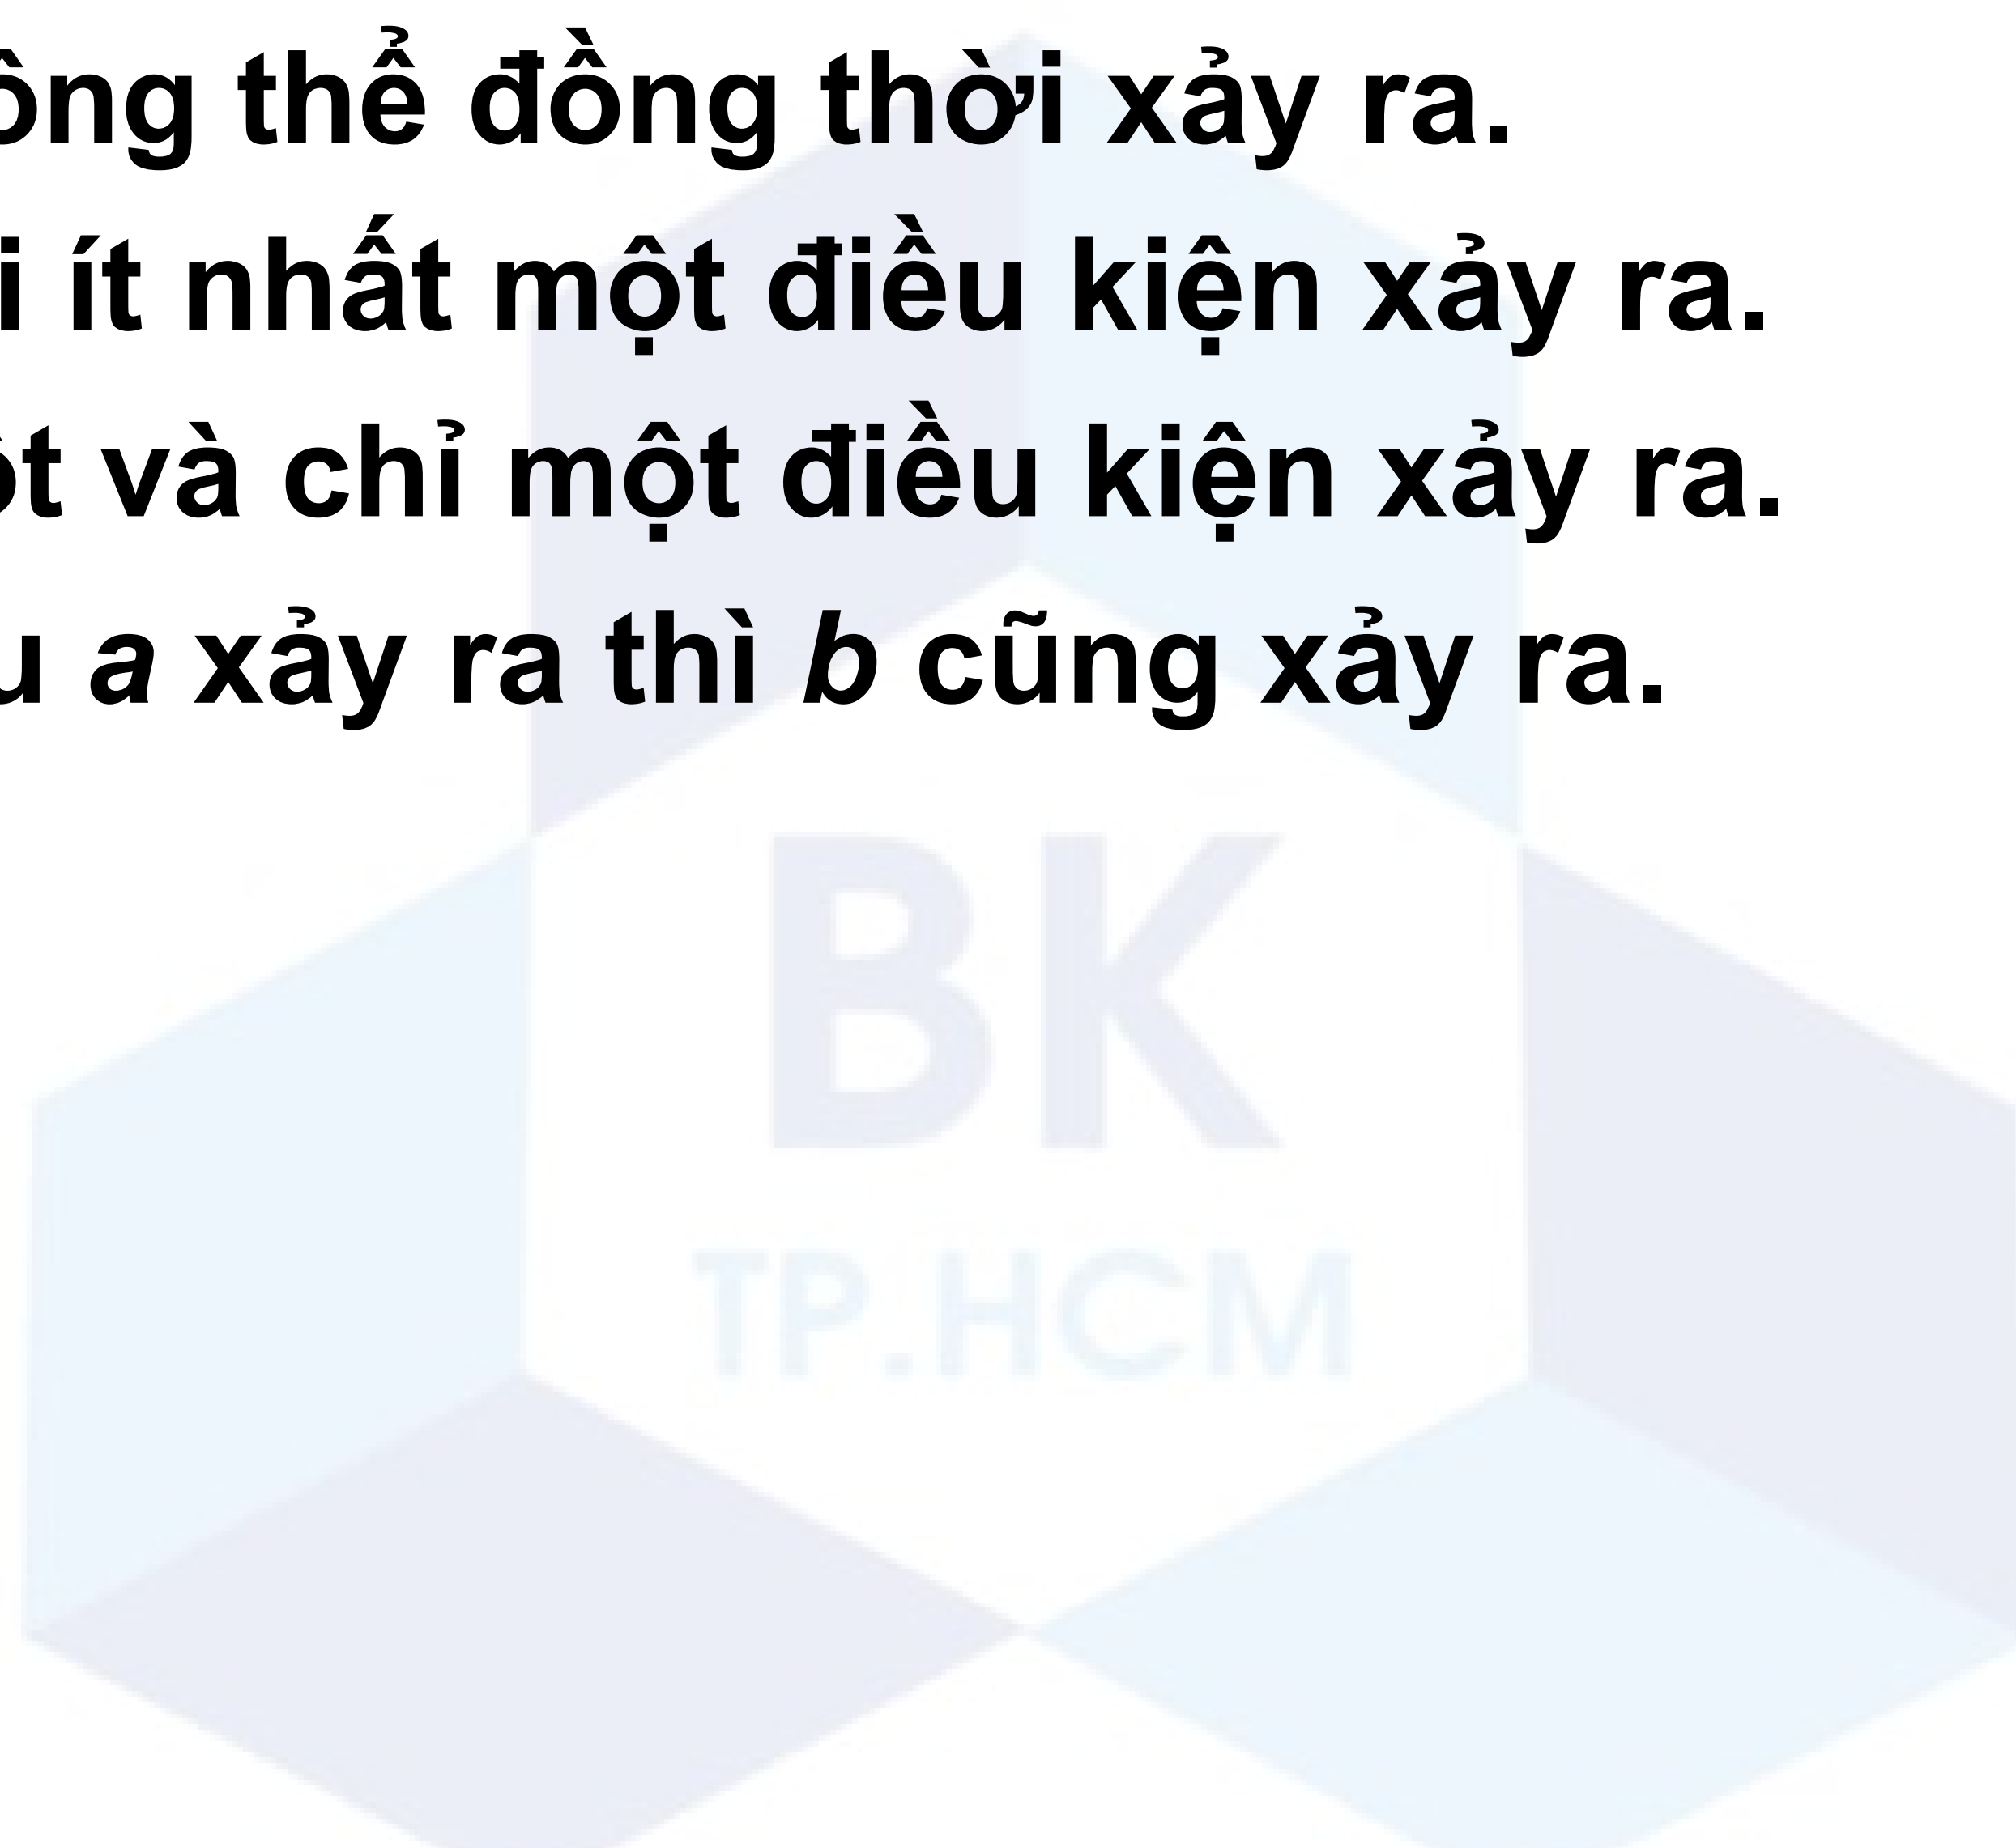 ông thể đồng thời xảy ra.
i ít nhất một điều kiện xảy ra.
ột và chỉ một điều kiện xảy ra.
u a xảy ra thì b cũng xảy ra.
BK
TP.HCM